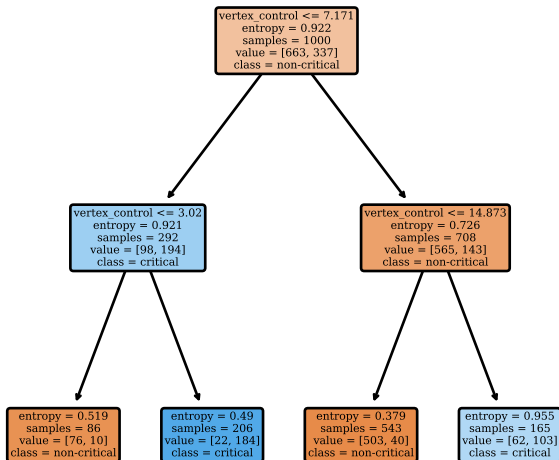 vertex_control <= 7.171
entropy = 0.922
samples = 1000
value = [663, 337]
class = non-critical
vertex_control <= 3.02
entropy = 0.921
samples = 292
value = [98, 194]
class = critical
vertex_control <= 14.873
entropy = 0.726
samples = 708
value = [565, 143]
class = non-critical
entropy = 0.519
samples = 86
value = [76, 10]
class = non-critical
entropy = 0.49
samples = 206
value = [22, 184]
class = critical
entropy = 0.379
samples = 543
value = [503, 40]
class = non-critical
entropy = 0.955
samples = 165
value = [62, 103]
class = critical